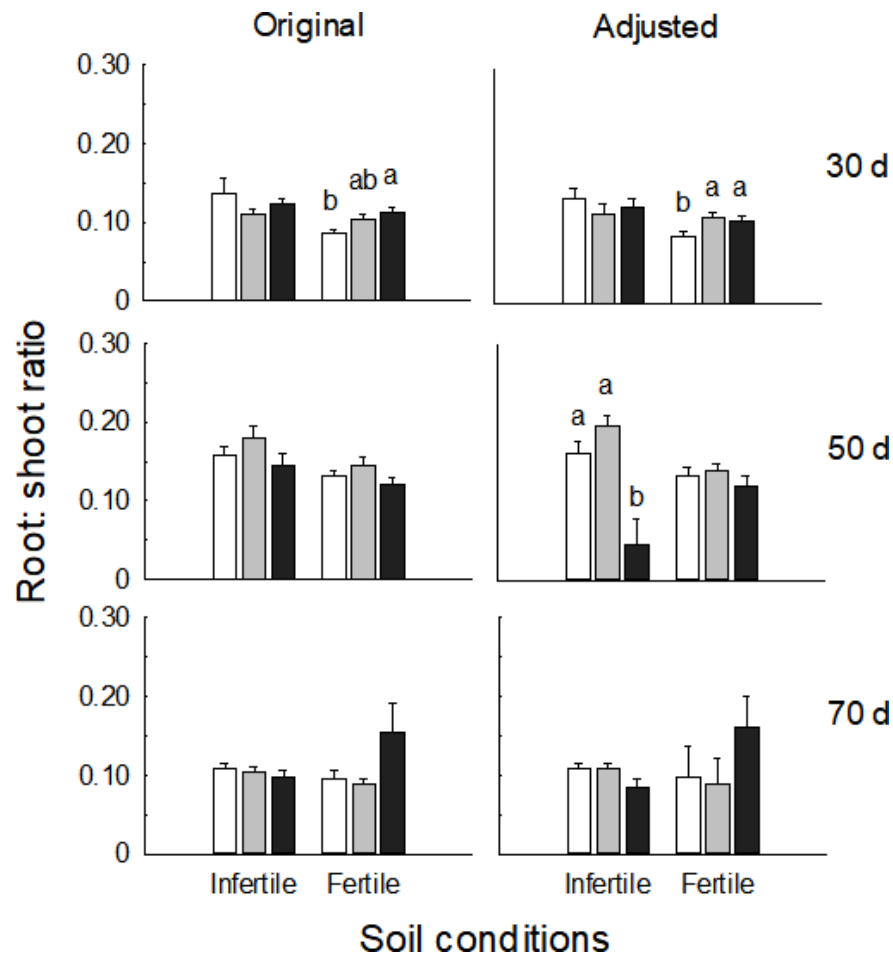 Original Adjusted
0.30
0.20
0.10
0
b ab a
b a a
30 d
0.30
0.20
0.10
0
a a b
50 d
0.30
0.20
0.10
0
70 d
Root: shoot ratio
Infertile Fertile Infertile Fertile
Soil conditions